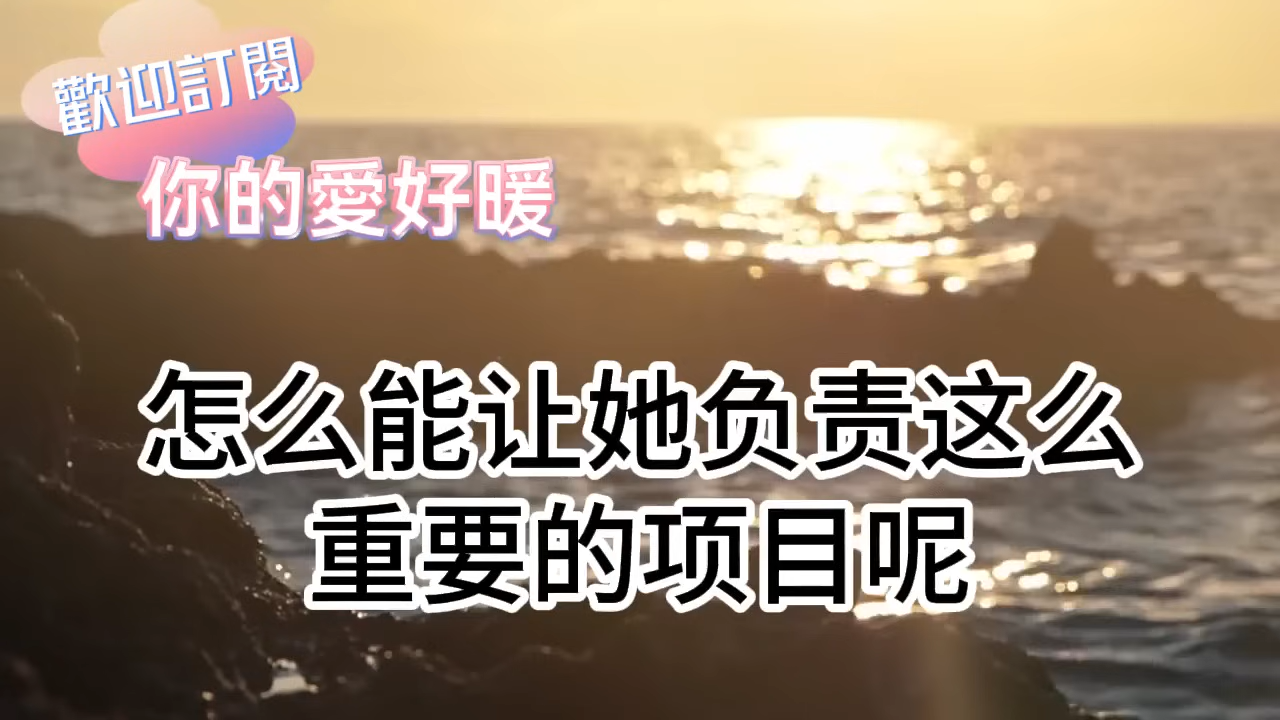 歡迎訂閱
你的愛好暖
怎么能让她负责这么
重要的项目呢